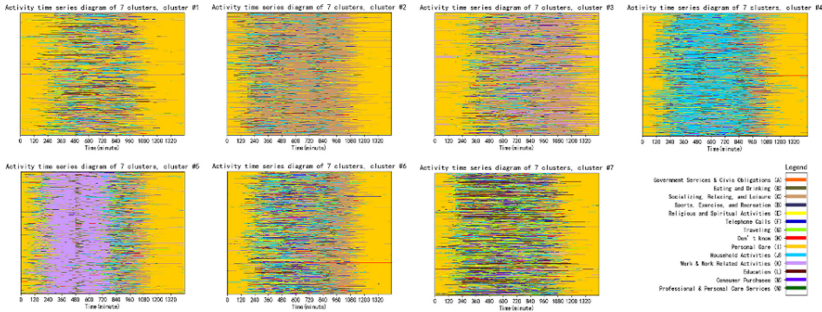 Activity time series diagram of 7 clusters, cluster #1
Activity time series diagram of 7 clusters, cluster #2
Activity time series diagram of 7 clusters, cluster #3
Activity time series diagram of 7 clusters, cluster #4
0 120 240 360 480 600 720 840 960 1080 1200 1320
Time(minute)
0 120 240 360 480 600 720 840 960 1080 1200 1320
Time(minute)
0 120 240 360 480 600 720 840 960 1080 1200 1320
Time(minute)
0 120 240 360 480 600 720 840 960 1080 1200 1320
Time(minute)
Activity time series diagram of 7 clusters, cluster #5
Activity time series diagram of 7 clusters, cluster #6
Activity time series diagram of 7 clusters, cluster #7
0 120 240 360 480 600 720 840 960 1080 1200 1320
Time(minute)
0 120 240 360 480 600 720 840 960 1080 1200 1320
Time(minute)
0 120 240 360 480 600 720 840 960 1080 1200 1320
Time(minute)
Legend
Government Services & Civic Obligations (A)
Eating and Drinking (B)
Socializing, Relaxing, and Leisure (C)
Sports, Exercise, and Recreation (D)
Religious and Spiritual Activities (E)
Telephone Calls (F)
Traveling (G)
Don't Know (H)
Personal Care (I)
Household Activities (J)
Work & Work Related Activities (K)
Education (L)
Consumer Purchases (M)
Professional & Personal Care Services (N)